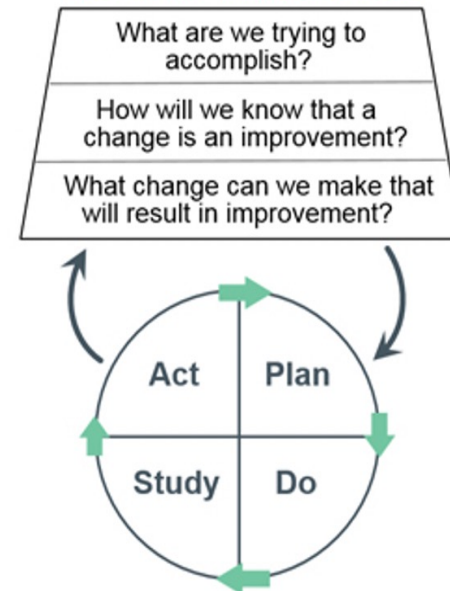 What are we trying to
accomplish?
How will we know that a
change is an improvement?
What change can we make that
will result in improvement?
Act
Plan
Study
Do